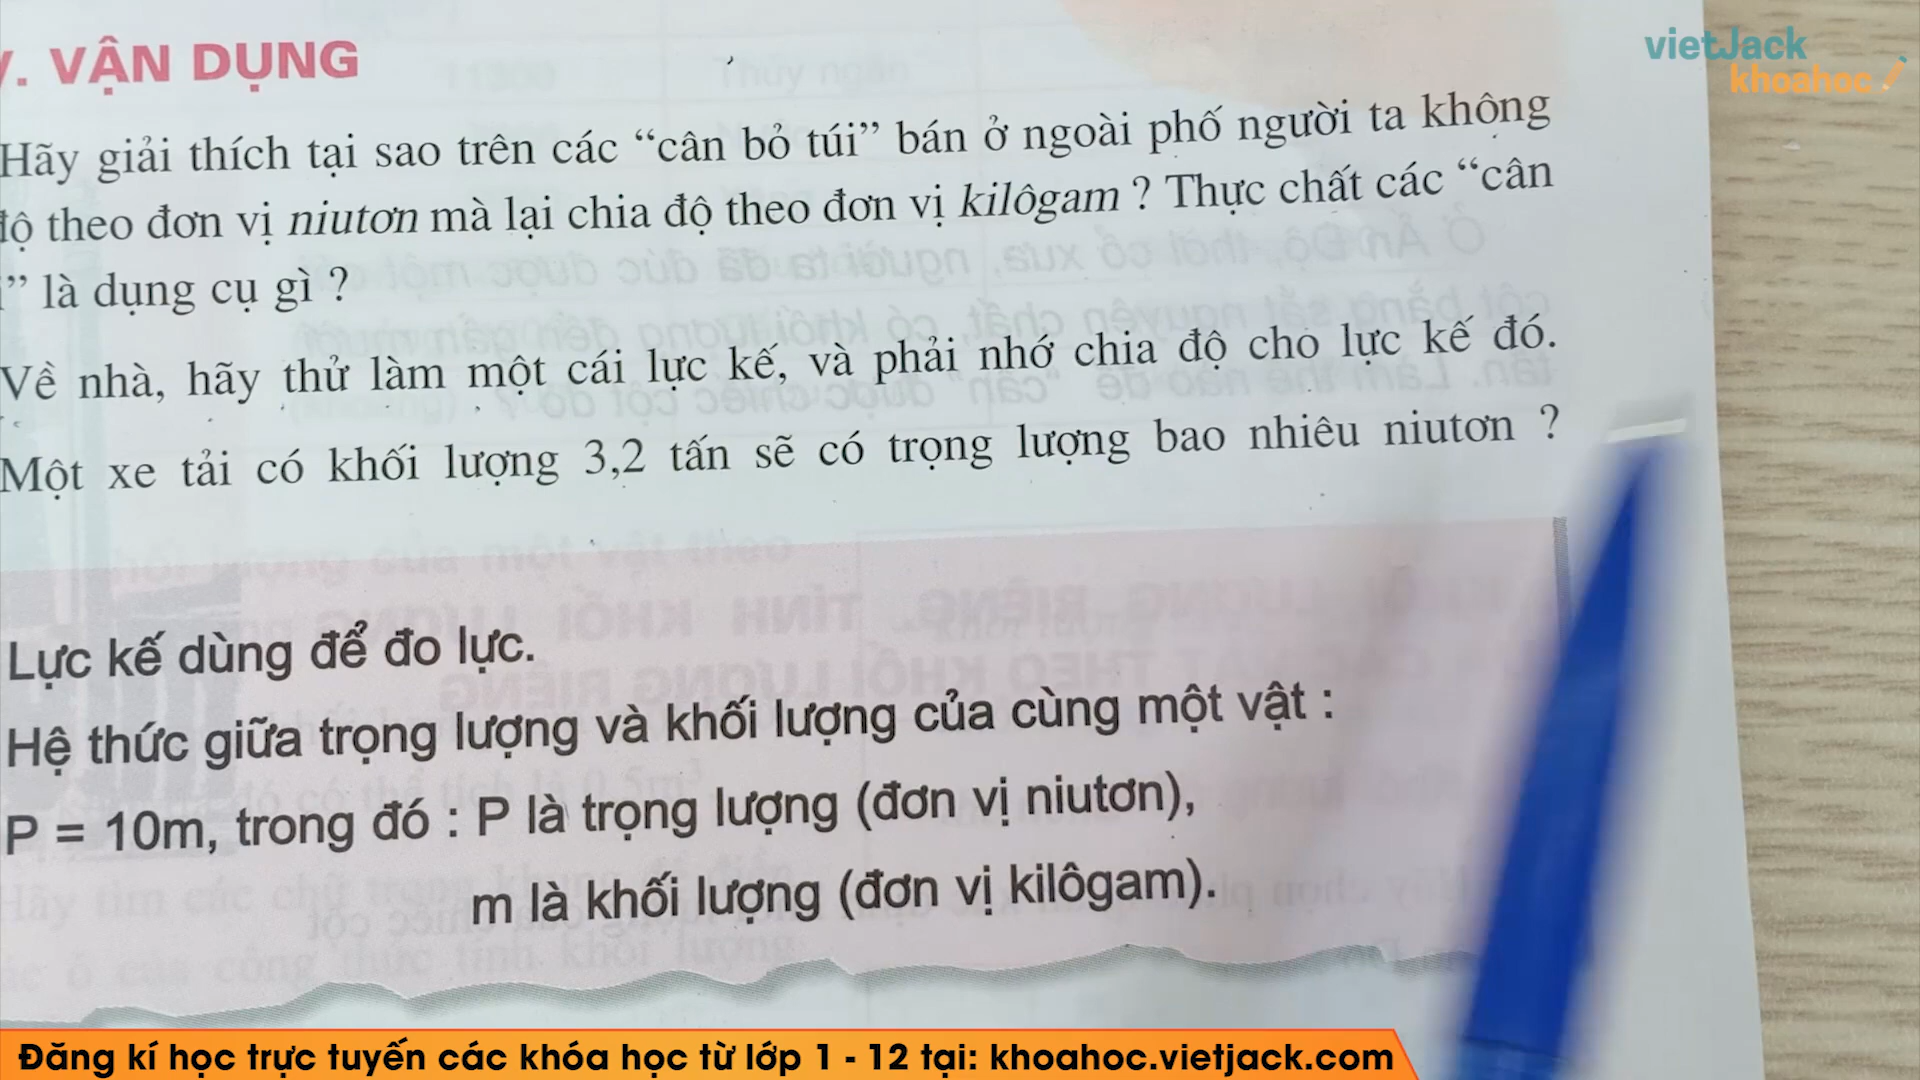 vietJack
khoahoc
. VẬN DỤNG
Hãy giải thích tại sao trên các “cân bỏ túi” bán ở ngoài phố người ta không
độ theo đơn vị niutơn mà lại chia độ theo đơn vị kilôgam ? Thực chất các “cân
” là dụng cụ gì ?
Về nhà, hãy thử làm một cái lực kế, và phải nhớ chia độ cho lực kế đó.
Một xe tải có khối lượng 3,2 tấn sẽ có trọng lượng bao nhiêu niutơn ?
Lực kế dùng để đo lực.
Hệ thức giữa trọng lượng và khối lượng của cùng một vật :
P = 10m, trong đó : P là trọng lượng (đơn vị niutơn),
m là khối lượng (đơn vị kilôgam).
Đăng kí học trực tuyến các khóa học từ lớp 1 - 12 tại: khoahoc.vietjack.com